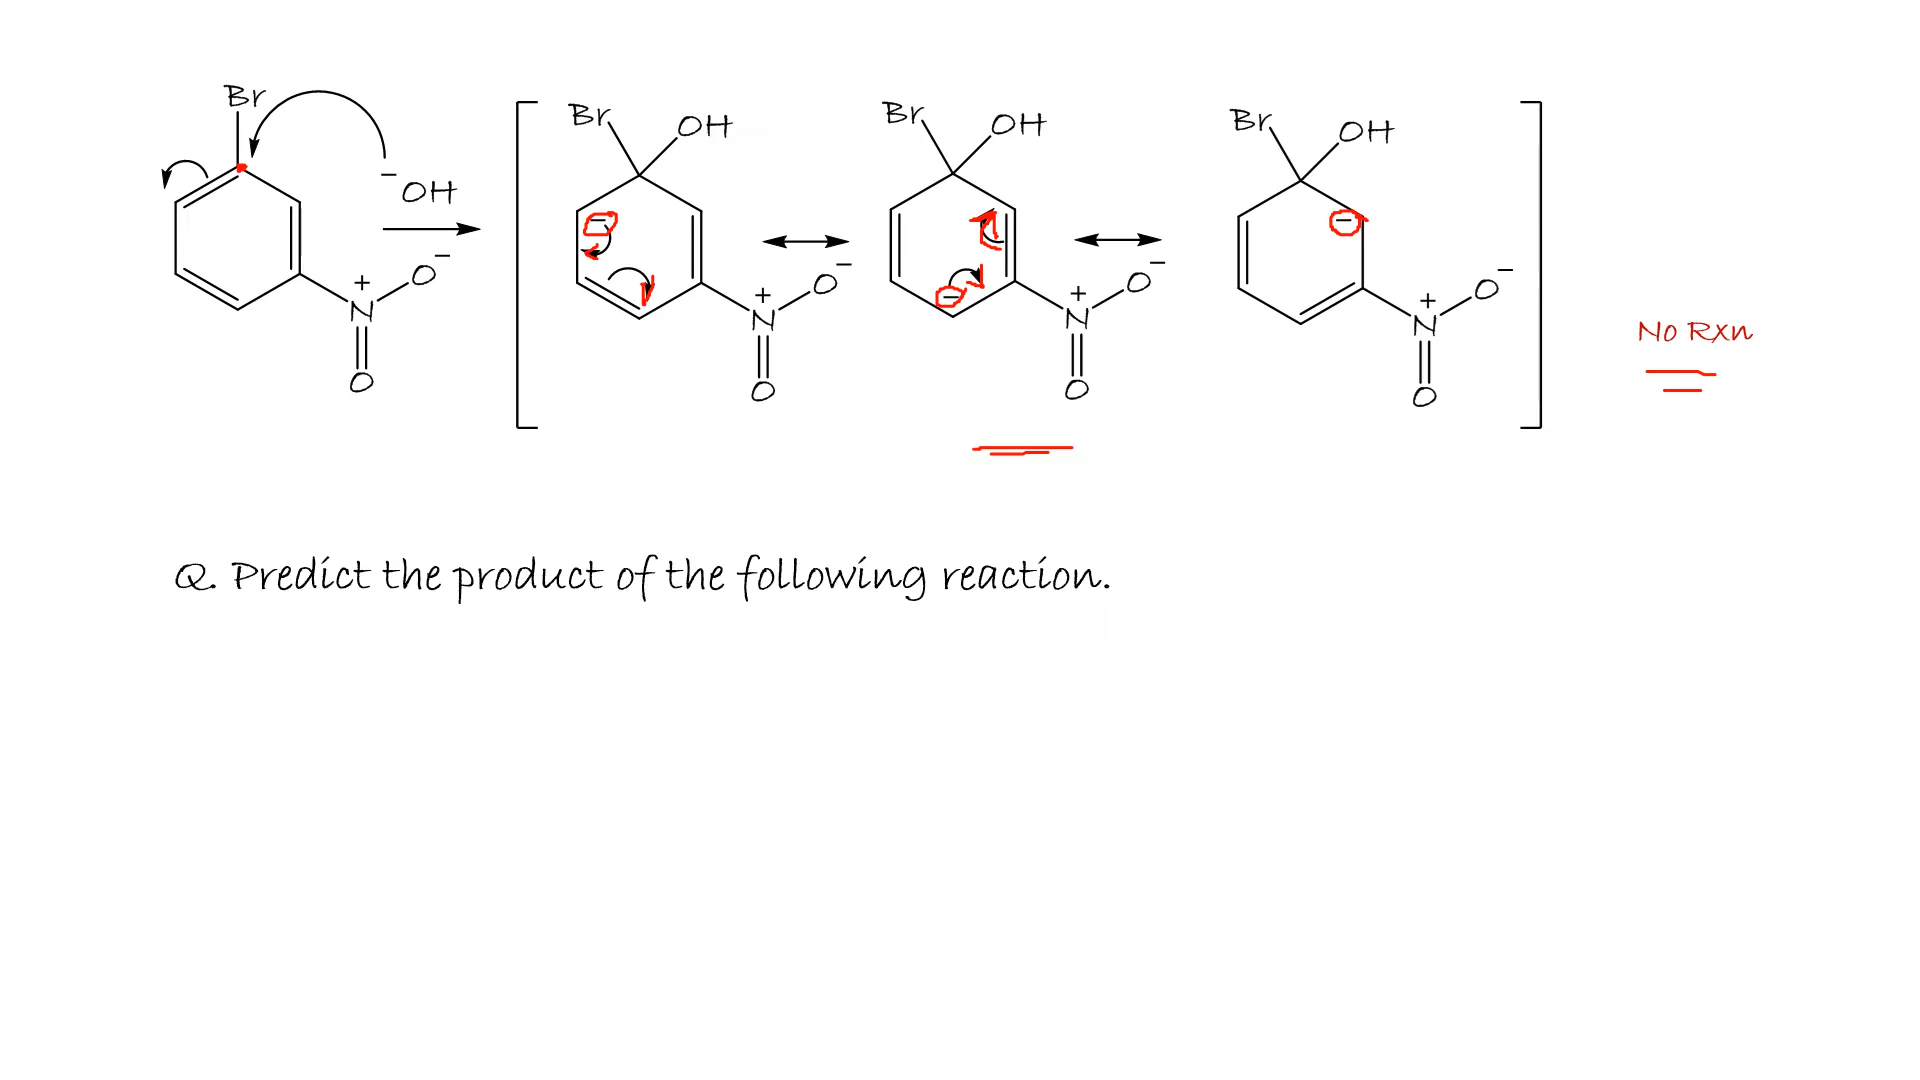 Br Br OH Br OH Br OH
− OH
− − −
+ O − + O − + O − + O −
N N N N
O O O O
No Rxn
Q. Predict the product of the following reaction.